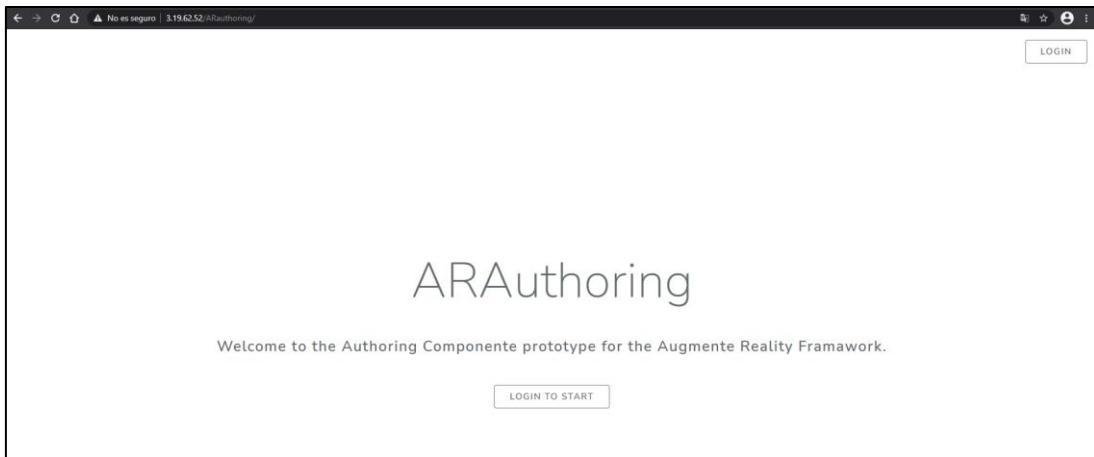 No es seguro | 3.19.62.52/ARauthoring/
LOGIN
ARAuthoring
Welcome to the Authoring Componente prototype for the Augmente Reality Framawork.
LOGIN TO START